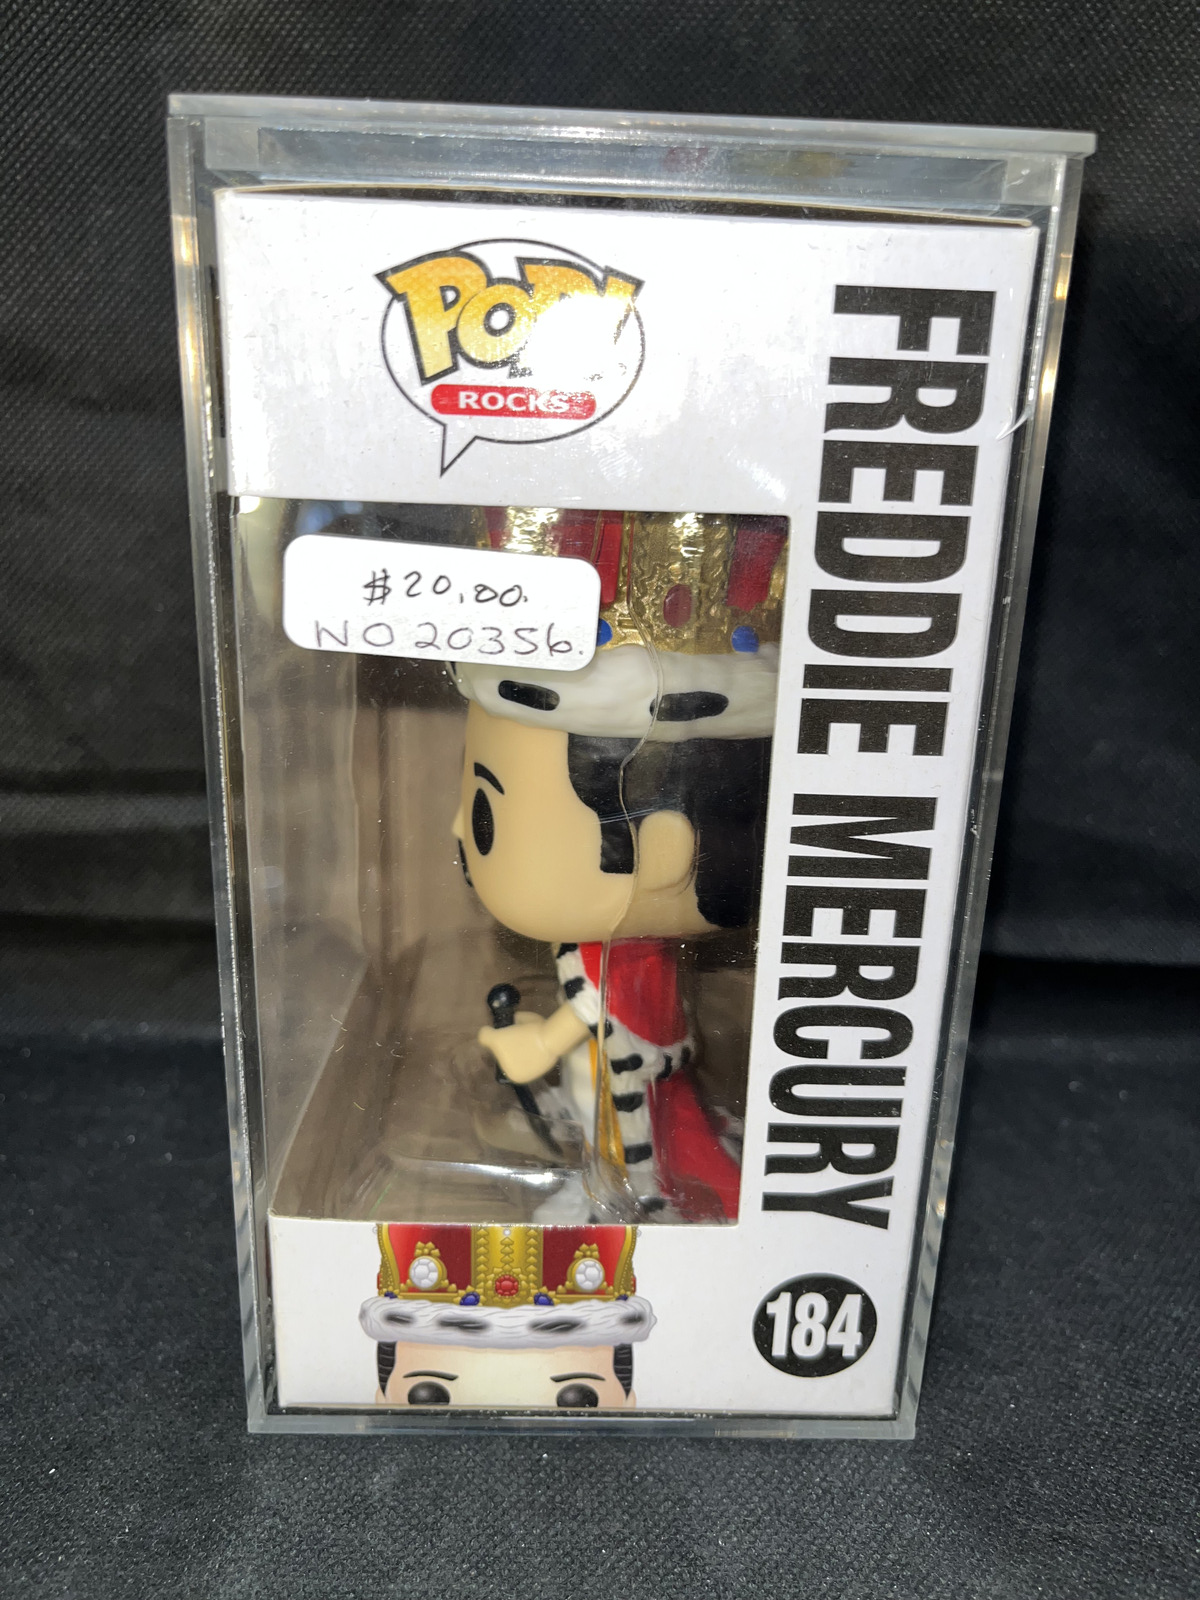 POP!
ROCKS
$20.00.
NO 20356.
FREDDIE MERCURY
184